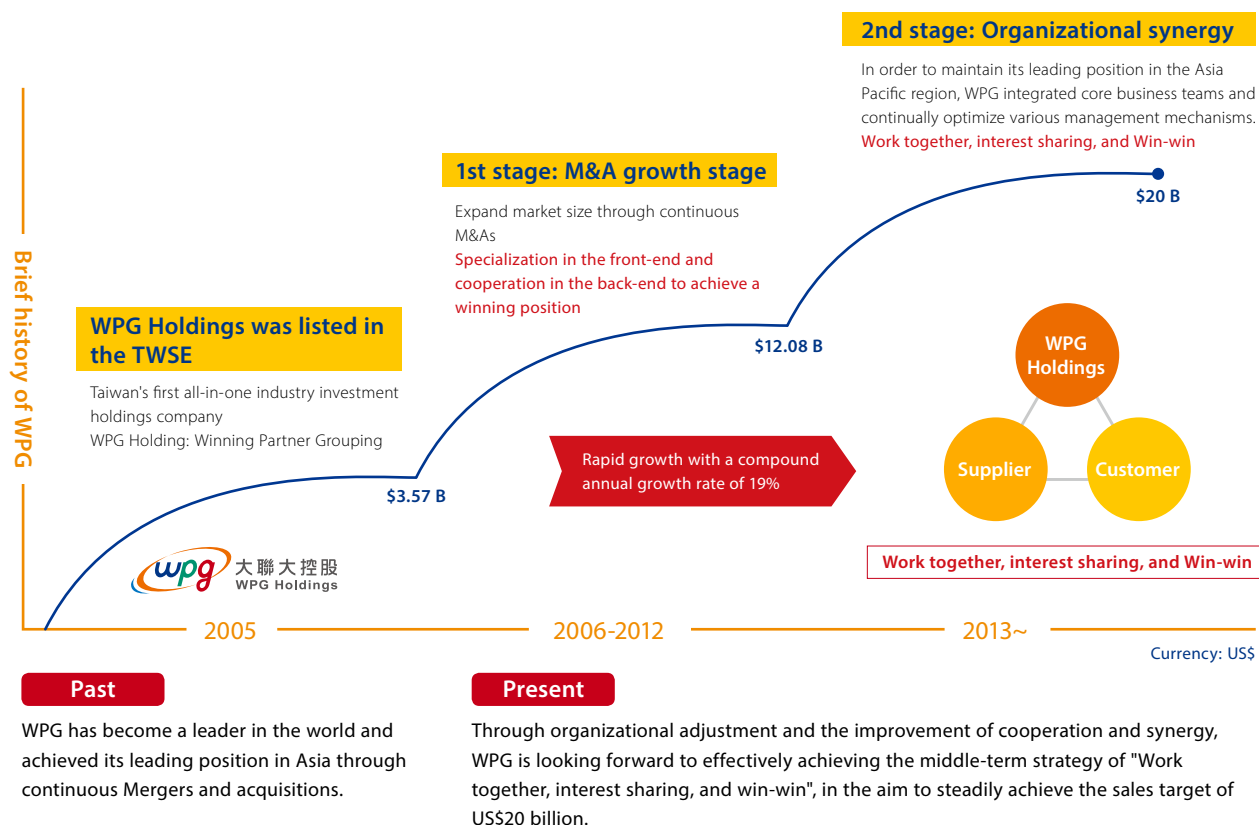 2nd stage: Organizational synergy
In order to maintain its leading position in the Asia
Pacific region, WPG integrated core business teams and
continually optimize various management mechanisms.
Work together, interest sharing, and Win-win
$20 B
1st stage: M&A growth stage
Expand market size through continuous
M&As
Specialization in the front-end and
cooperation in the back-end to achieve a
winning position
$12.08 B
Brief history of WPG
WPG Holdings was listed in
the TWSE
Taiwan's first all-in-one industry investment
holdings company
WPG Holding: Winning Partner Grouping
$3.57 B
Rapid growth with a compound
annual growth rate of 19%
WPG
Holdings
Supplier
Customer
Work together, interest sharing, and Win-win
wpg 大聯大控股
WPG Holdings
2005
2006-2012
2013~
Currency: US$
Past
WPG has become a leader in the world and
achieved its leading position in Asia through
continuous Mergers and acquisitions.
Present
Through organizational adjustment and the improvement of cooperation and synergy,
WPG is looking forward to effectively achieving the middle-term strategy of "Work
together, interest sharing, and win-win", in the aim to steadily achieve the sales target of
US$20 billion.